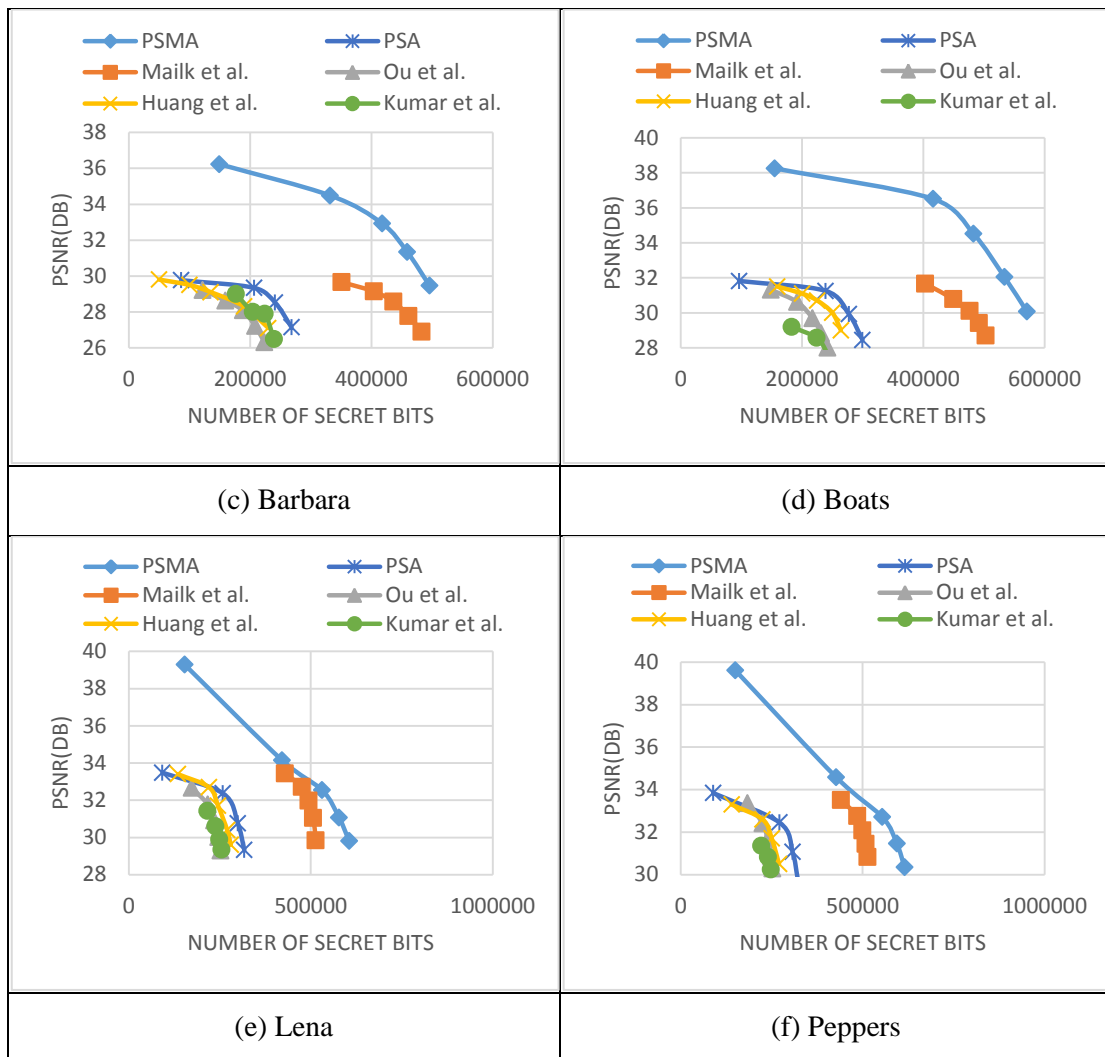 PSMA PSA
Mailk et al. Ou et al.
Huang et al. Kumar et al.
38
36
34
32
30
28
26
PSNR(DB)
0 200000 400000 600000
NUMBER OF SECRET BITS
(c) Barbara
PSMA PSA
Mailk et al. Ou et al.
Huang et al. Kumar et al.
40
38
36
34
32
30
28
PSNR(DB)
0 200000 400000 600000
NUMBER OF SECRET BITS
(d) Boats
PSMA PSA
Mailk et al. Ou et al.
Huang et al. Kumar et al.
40
38
36
34
32
30
28
PSNR(DB)
0 500000 1000000
NUMBER OF SECRET BITS
(e) Lena
PSMA PSA
Mailk et al. Ou et al.
Huang et al. Kumar et al.
40
38
36
34
32
30
PSNR(DB)
0 500000 1000000
NUMBER OF SECRET BITS
(f) Peppers